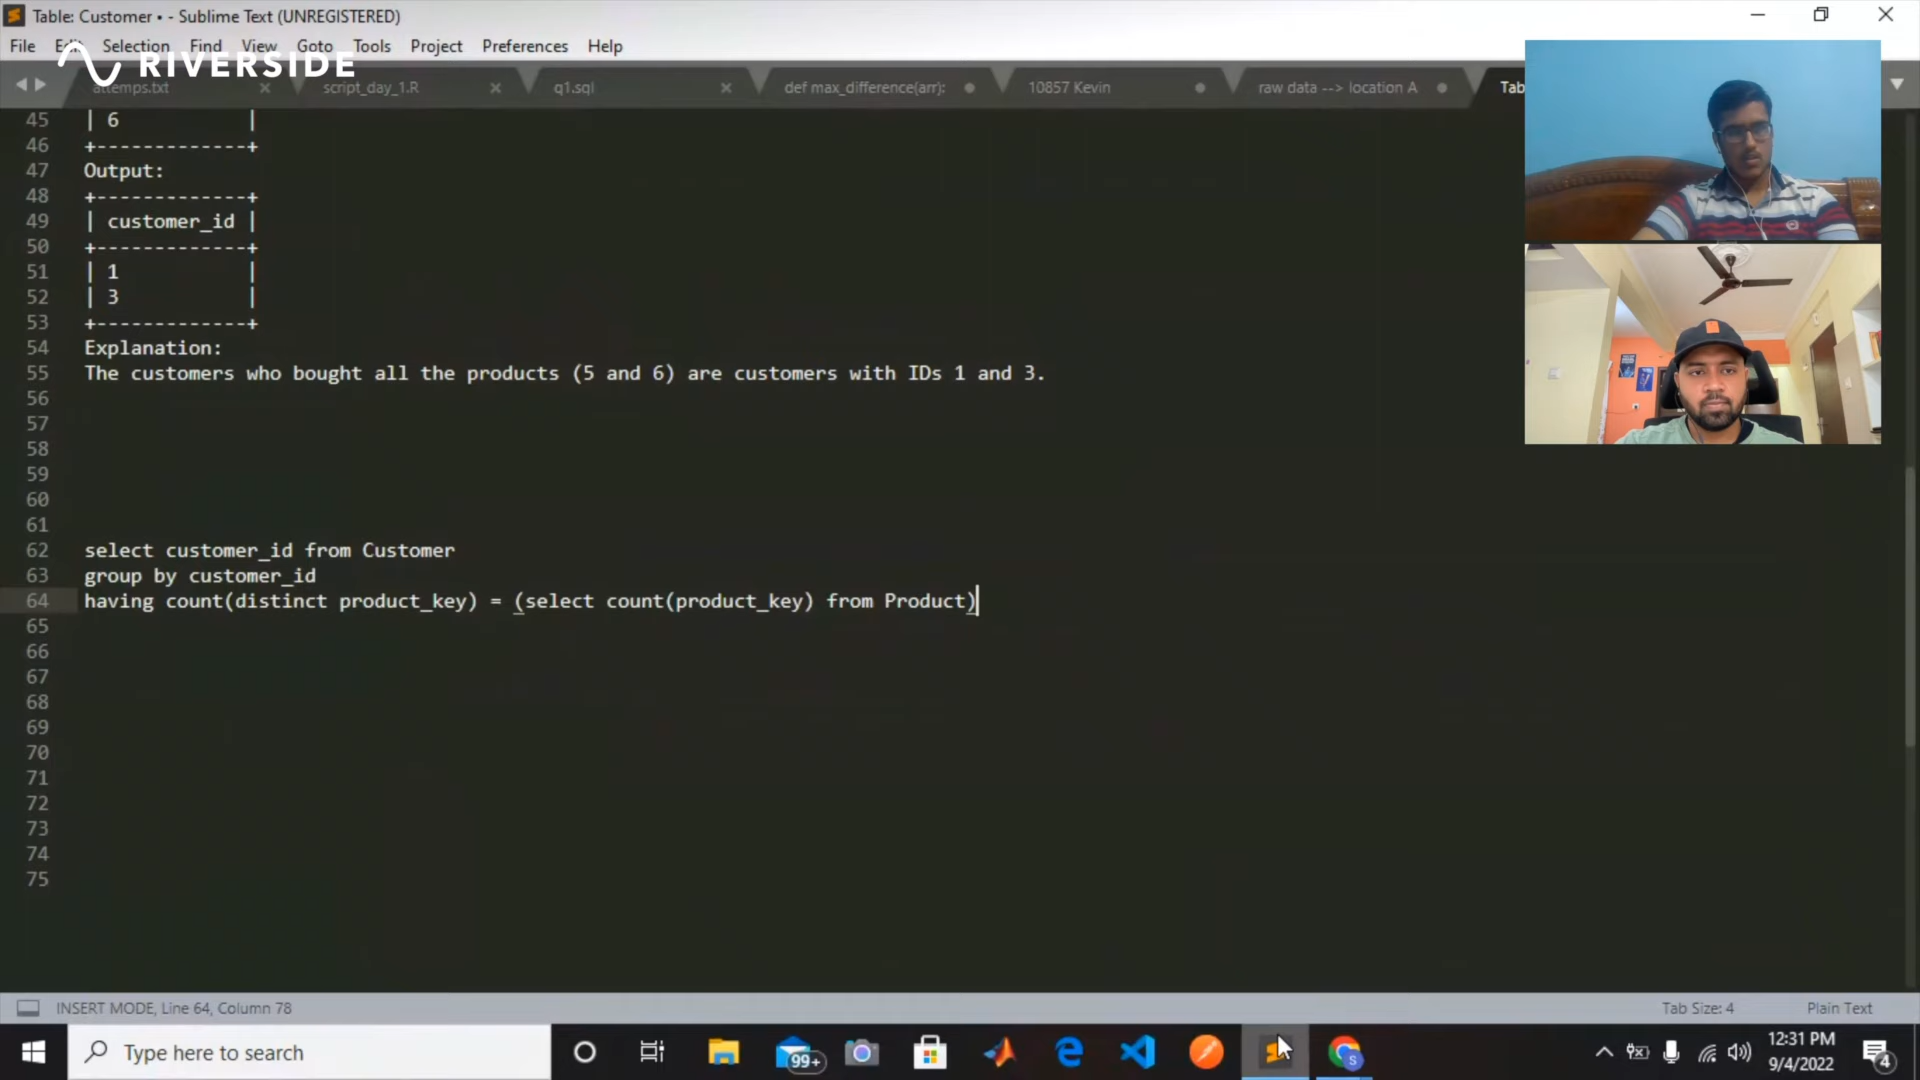 Table: Customer • - Sublime Text (UNREGISTERED)
File Edit Selection Find View Goto Tools Project Preferences Help
RIVERSIDE
attemps.txt script_day_1.R q1.sql def max_difference(arr): 10857 Kevin raw data --> location A Tab
45 | 6 |
46 +-------------+
47 Output:
48 +-------------+
49 | customer_id |
50 +-------------+
51 | 1 |
52 | 3 |
53 +-------------+
54 Explanation:
55 The customers who bought all the products (5 and 6) are customers with IDs 1 and 3.
56
57
58
59
60
61
62 select customer_id from Customer
63 group by customer_id
64 having count(distinct product_key) = (select count(product_key) from Product)
65
66
67
68
69
70
71
72
73
74
75
INSERT MODE, Line 64, Column 78 Tab Size: 4 Plain Text
Type here to search 99+ S 12:31 PM
9/4/2022 4